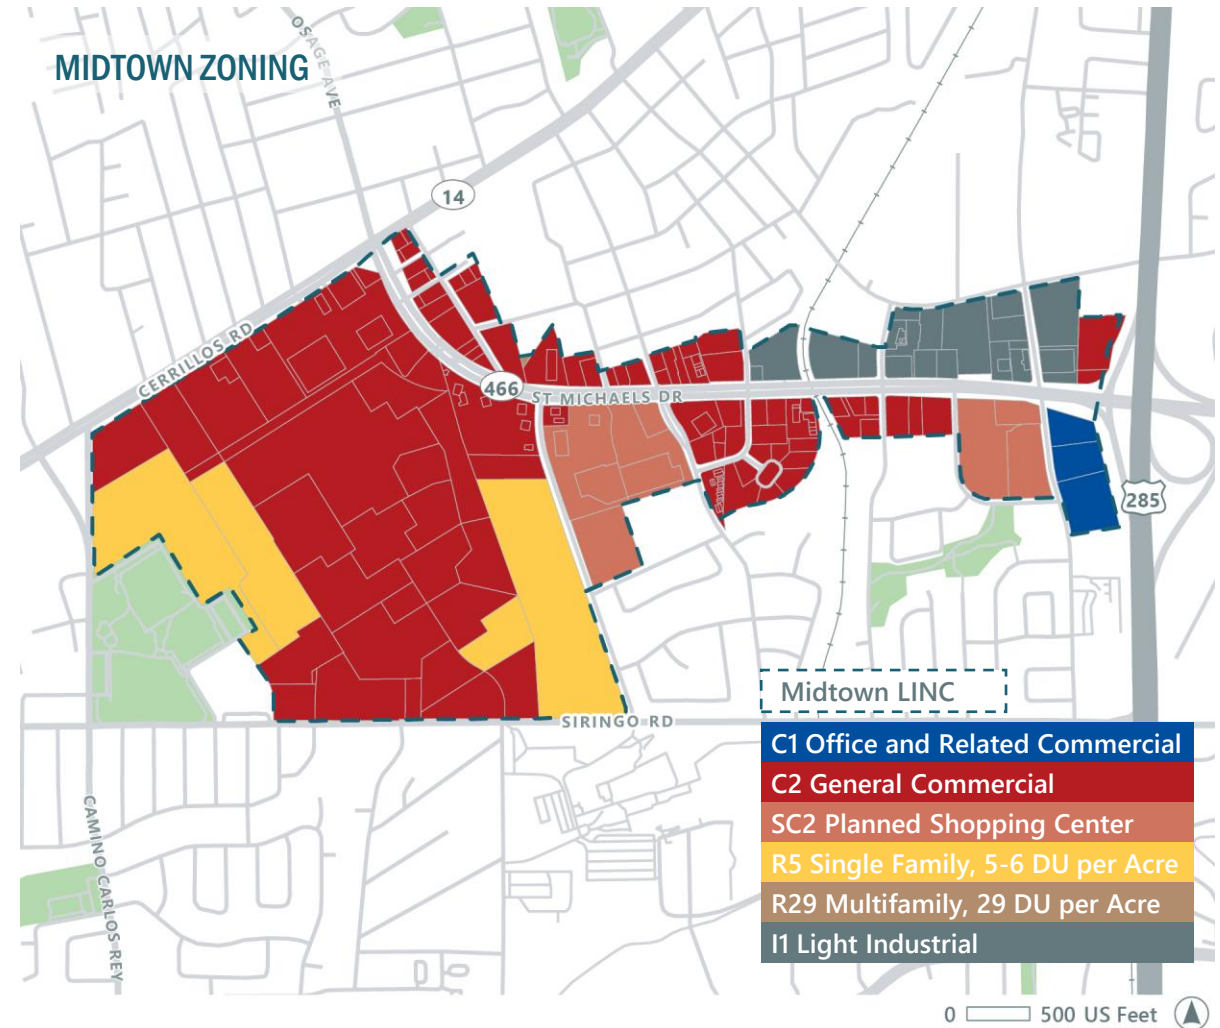 MIDTOWN ZONING
OSAGE AVE
14
CERRILLOS RD
466
ST MICHAELS DR
285
SIRINGO RD
CAMINO CARLOS REY
Midtown LINC
C1 Office and Related Commercial
C2 General Commercial
SC2 Planned Shopping Center
R5 Single Family, 5-6 DU per Acre
R29 Multifamily, 29 DU per Acre
I1 Light Industrial
0 500 US Feet